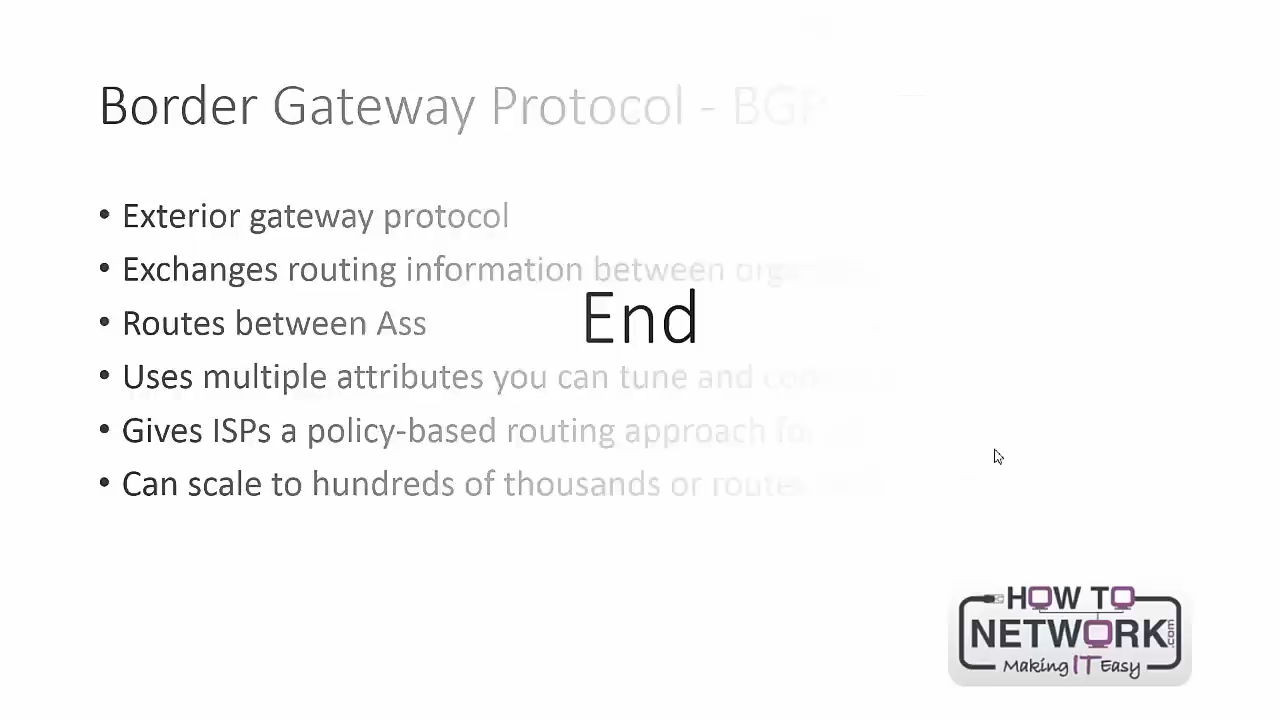 Border Gateway Protocol - BGP
• Exterior gateway protocol
• Exchanges routing information between
End
• Routes between Ass
• Uses multiple attributes you can tune and
• Gives ISPs a policy-based routing approach
• Can scale to hundreds of thousands or routes
HOW TO
NETWORK.com
Making IT Easy